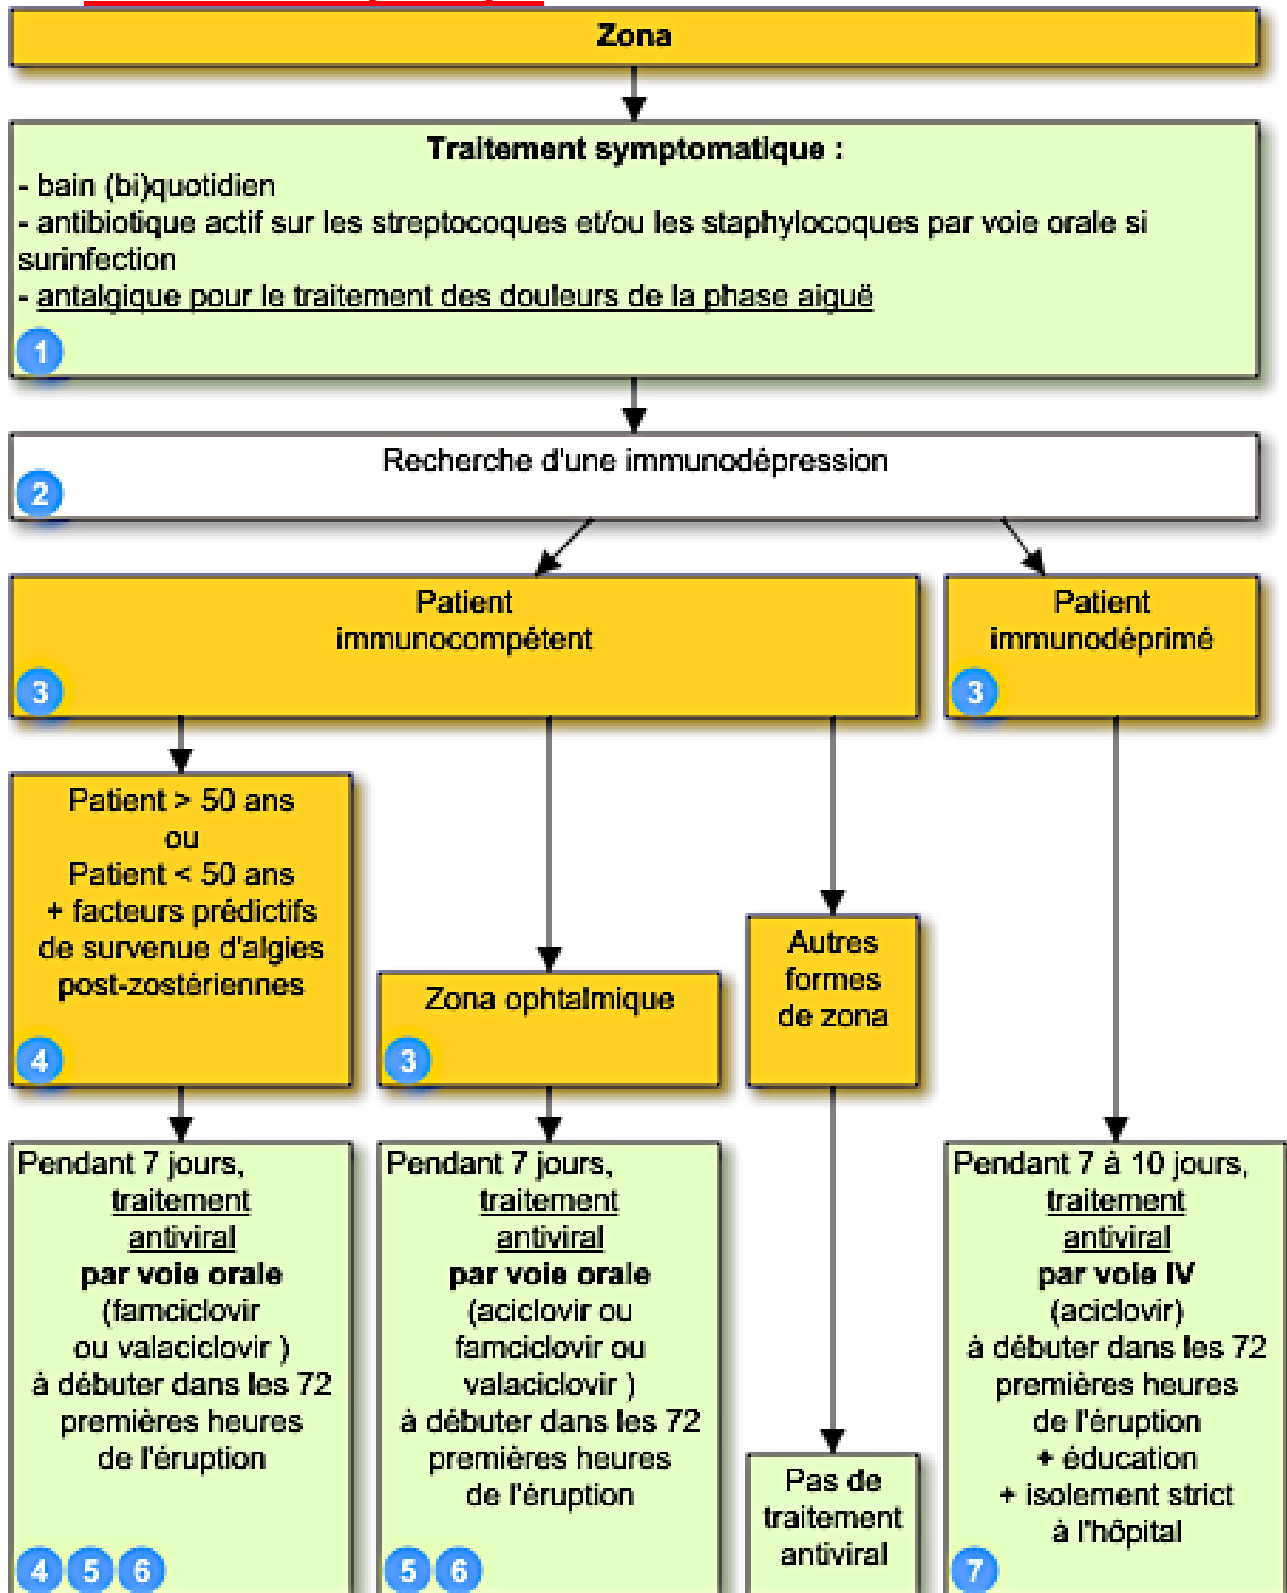 Zona
Traitement symptomatique :
- bain (bi)quotidien
- antibiotique actif sur les streptocoques et/ou les staphylocoques par voie orale si
surinfection
- antalgique pour le traitement des douleurs de la phase aiguë
1
Recherche d'une immunodépression
2
Patient
immunocompétent
3
Patient
immunodéprimé
3
Patient > 50 ans
ou
Patient < 50 ans
+ facteurs prédictifs
de survenue d'algies
post-zostériennes
4
Zona ophtalmique
3
Autres
formes
de zona
Pendant 7 jours,
traitement
antiviral
par voie orale
(famciclovir
ou valaciclovir )
à débuter dans les 72
premières heures
de l'éruption
4 5 6
Pendant 7 jours,
traitement
antiviral
par voie orale
(aciclovir ou
famciclovir ou
valaciclovir )
à débuter dans les 72
premières heures
de l'éruption
5 6
Pas de
traitement
antiviral
Pendant 7 à 10 jours,
traitement
antiviral
par voie IV
(aciclovir)
à débuter dans les 72
premières heures
de l'éruption
+ éducation
+ isolement strict
à l'hôpital
7